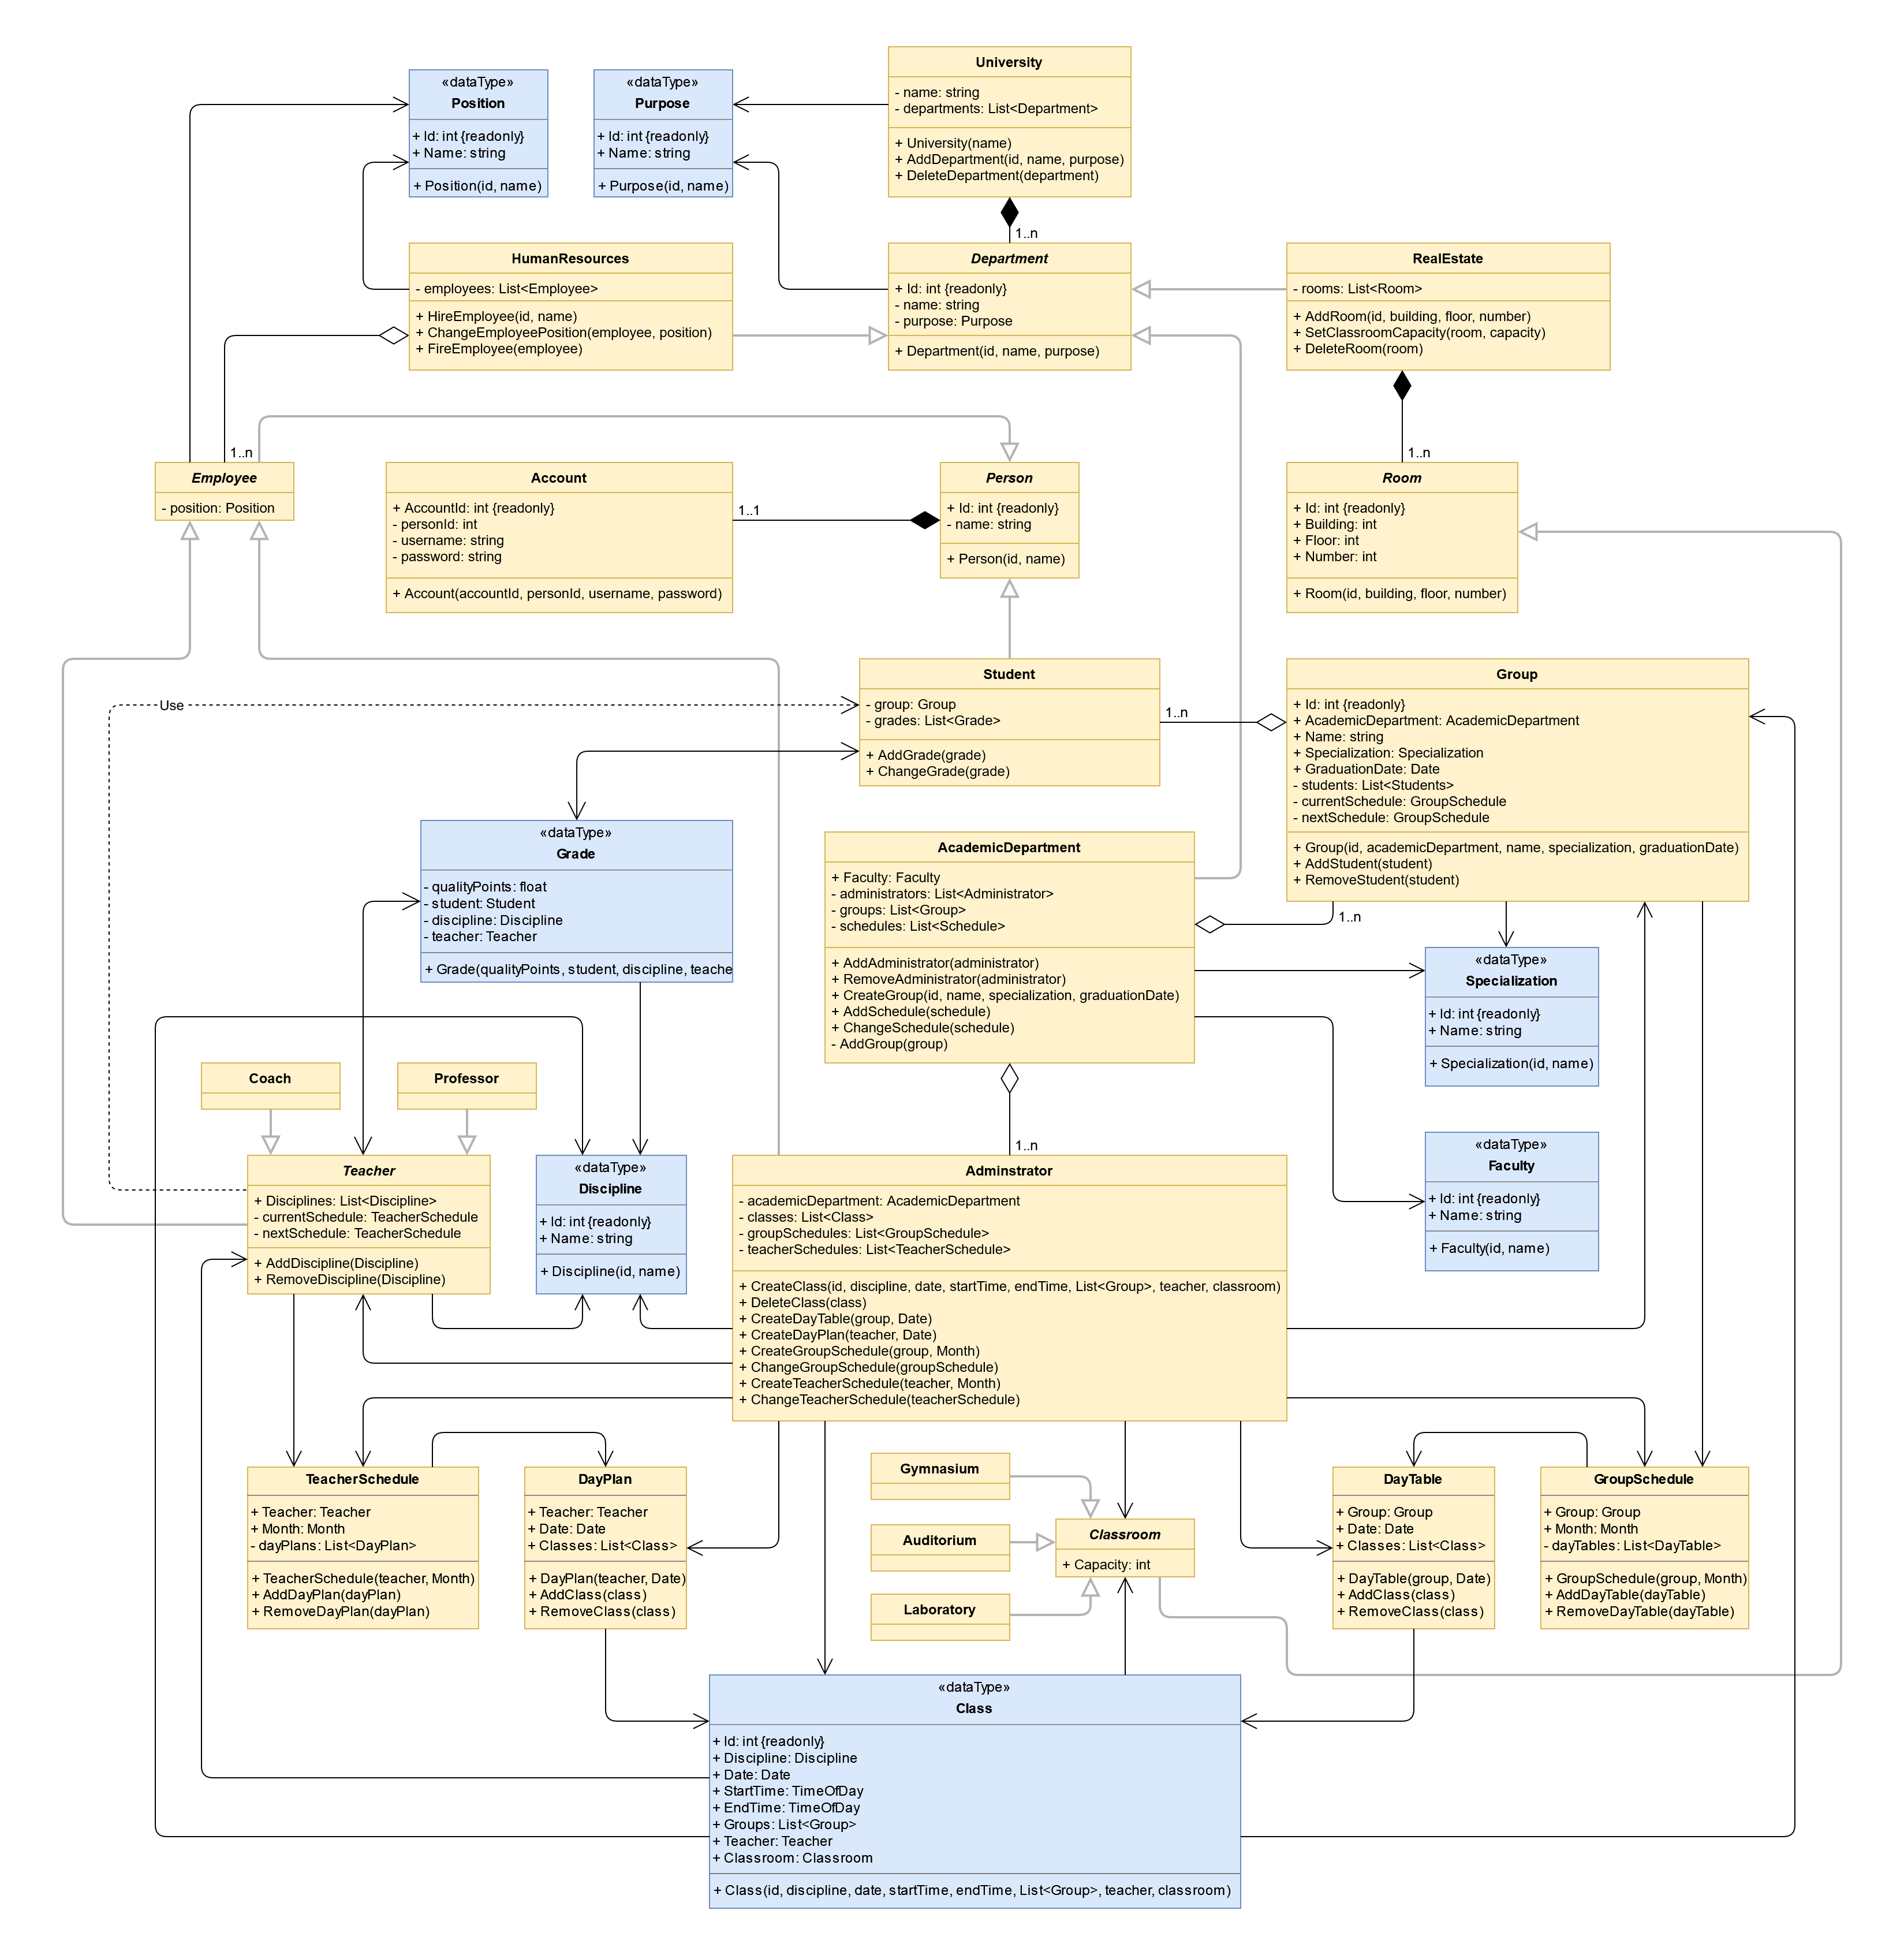 «dataType»
Position
+ Id: int {readonly}
+ Name: string
+ Position(id, name)
«dataType»
Purpose
+ Id: int {readonly}
+ Name: string
+ Purpose(id, name)
University
- name: string
- departments: List<Department>
+ University(name)
+ AddDepartment(id, name, purpose)
+ DeleteDepartment(department)
1..n
HumanResources
- employees: List<Employee>
+ HireEmployee(id, name)
+ ChangeEmployeePosition(employee, position)
+ FireEmployee(employee)
Department
+ Id: int {readonly}
- name: string
- purpose: Purpose
+ Department(id, name, purpose)
RealEstate
- rooms: List<Room>
+ AddRoom(id, building, floor, number)
+ SetClassroomCapacity(room, capacity)
+ DeleteRoom(room)
1..n
1..n
Employee
- position: Position
Account
+ AccountId: int {readonly}
- personId: int
- username: string
- password: string
+ Account(accountId, personId, username, password)
1..1
Person
+ Id: int {readonly}
- name: string
+ Person(id, name)
Room
+ Id: int {readonly}
+ Building: int
+ Floor: int
+ Number: int
+ Room(id, building, floor, number)
Use
Student
- group: Group
- grades: List<Grade>
+ AddGrade(grade)
+ ChangeGrade(grade)
1..n
Group
+ Id: int {readonly}
+ AcademicDepartment: AcademicDepartment
+ Name: string
+ Specialization: Specialization
+ GraduationDate: Date
- students: List<Students>
- currentSchedule: GroupSchedule
- nextSchedule: GroupSchedule
+ Group(id, academicDepartment, name, specialization, graduationDate)
+ AddStudent(student)
+ RemoveStudent(student)
«dataType»
Grade
- qualityPoints: float
- student: Student
- discipline: Discipline
- teacher: Teacher
+ Grade(qualityPoints, student, discipline, teache
AcademicDepartment
+ Faculty: Faculty
- administrators: List<Administrator>
- groups: List<Group>
- schedules: List<Schedule>
+ AddAdministrator(administrator)
+ RemoveAdministrator(administrator)
+ CreateGroup(id, name, specialization, graduationDate)
+ AddSchedule(schedule)
+ ChangeSchedule(schedule)
- AddGroup(group)
1..n
«dataType»
Specialization
+ Id: int {readonly}
+ Name: string
+ Specialization(id, name)
Coach
Professor
1..n
«dataType»
Faculty
+ Id: int {readonly}
+ Name: string
+ Faculty(id, name)
Teacher
+ Disciplines: List<Discipline>
- currentSchedule: TeacherSchedule
- nextSchedule: TeacherSchedule
+ AddDiscipline(Discipline)
+ RemoveDiscipline(Discipline)
«dataType»
Discipline
+ Id: int {readonly}
+ Name: string
+ Discipline(id, name)
Adminstrator
- academicDepartment: AcademicDepartment
- classes: List<Class>
- groupSchedules: List<GroupSchedule>
- teacherSchedules: List<TeacherSchedule>
+ CreateClass(id, discipline, date, startTime, endTime, List<Group>, teacher, classroom)
+ DeleteClass(class)
+ CreateDayTable(group, Date)
+ CreateDayPlan(teacher, Date)
+ CreateGroupSchedule(group, Month)
+ ChangeGroupSchedule(groupSchedule)
+ CreateTeacherSchedule(teacher, Month)
+ ChangeTeacherSchedule(teacherSchedule)
TeacherSchedule
+ Teacher: Teacher
+ Month: Month
- dayPlans: List<DayPlan>
+ TeacherSchedule(teacher, Month)
+ AddDayPlan(dayPlan)
+ RemoveDayPlan(dayPlan)
DayPlan
+ Teacher: Teacher
+ Date: Date
+ Classes: List<Class>
+ DayPlan(teacher, Date)
+ AddClass(class)
+ RemoveClass(class)
Gymnasium
Auditorium
Laboratory
Classroom
+ Capacity: int
DayTable
+ Group: Group
+ Date: Date
+ Classes: List<Class>
+ DayTable(group, Date)
+ AddClass(class)
+ RemoveClass(class)
GroupSchedule
+ Group: Group
+ Month: Month
- dayTables: List<DayTable>
+ GroupSchedule(group, Month)
+ AddDayTable(dayTable)
+ RemoveDayTable(dayTable)
«dataType»
Class
+ Id: int {readonly}
+ Discipline: Discipline
+ Date: Date
+ StartTime: TimeOfDay
+ EndTime: TimeOfDay
+ Groups: List<Group>
+ Teacher: Teacher
+ Classroom: Classroom
+ Class(id, discipline, date, startTime, endTime, List<Group>, teacher, classroom)